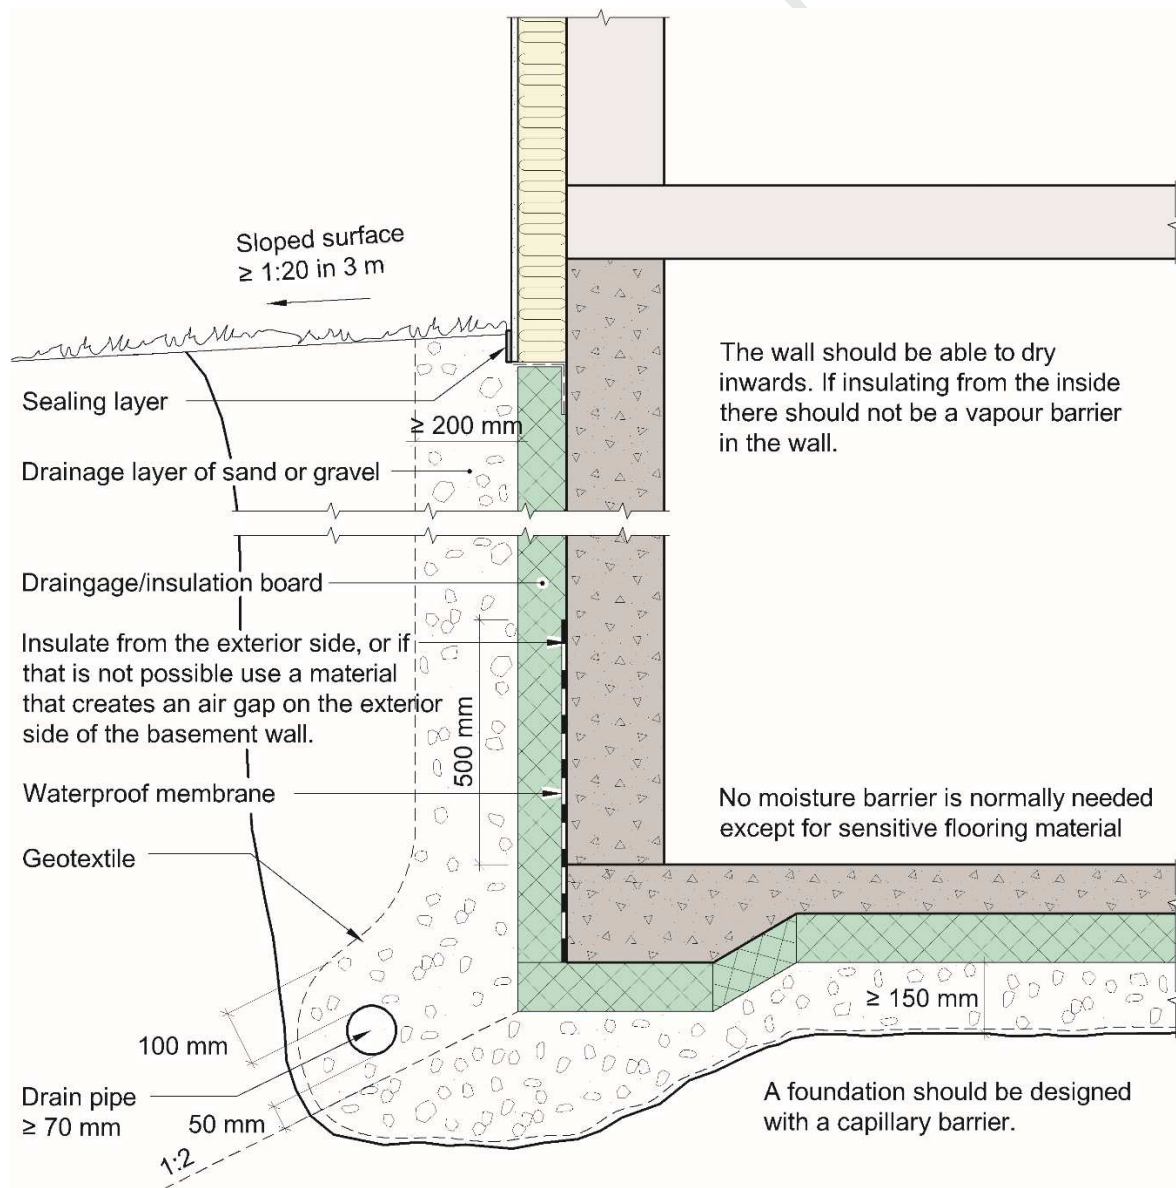 Sloped surface
≥ 1:20 in 3 m
Sealing layer
≥ 200 mm
Drainage layer of sand or gravel
The wall should be able to dry
inwards. If insulating from the inside
there should not be a vapour barrier
in the wall.
Draingage/insulation board
Insulate from the exterior side, or if
that is not possible use a material
that creates an air gap on the exterior
side of the basement wall.
500 mm
Waterproof membrane
Geotextile
No moisture barrier is normally needed
except for sensitive flooring material
≥ 150 mm
100 mm
Drain pipe
≥ 70 mm
50 mm
1:2
A foundation should be designed
with a capillary barrier.